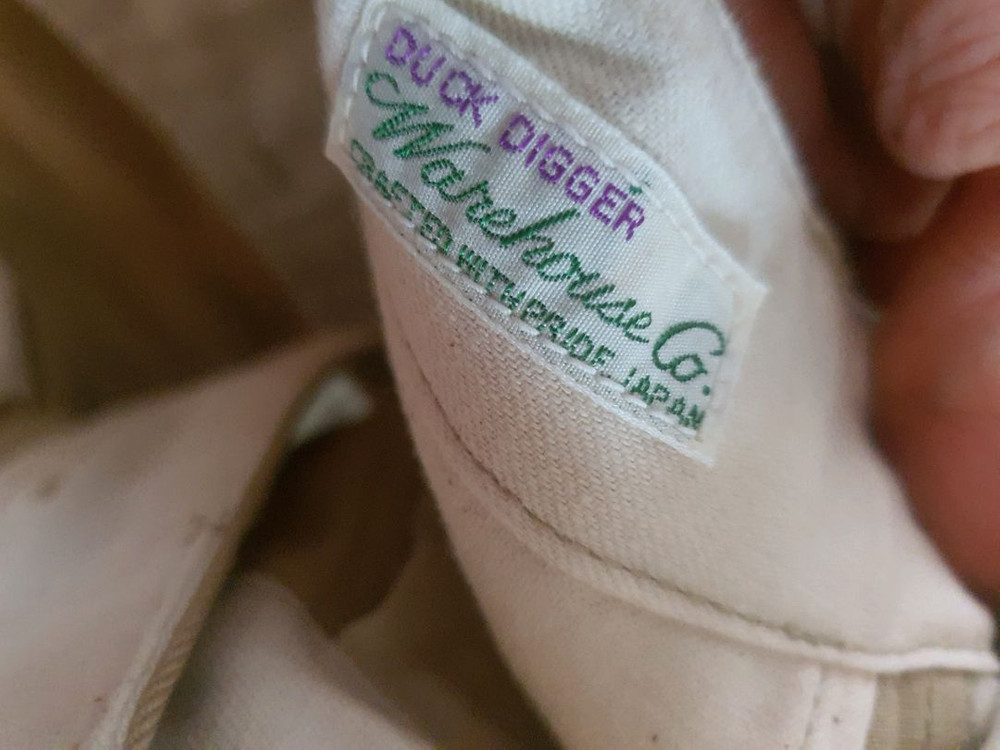 DUCK DIGGER
Warehouse Co.
CRAFTED WITH PRIDE JAPAN